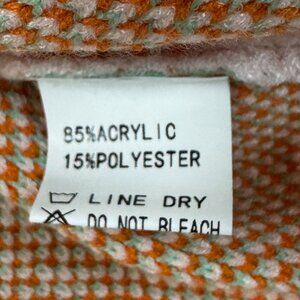 85%ACRYLIC
15%POLYESTER
LINE DRY
DO NOT BLEACH